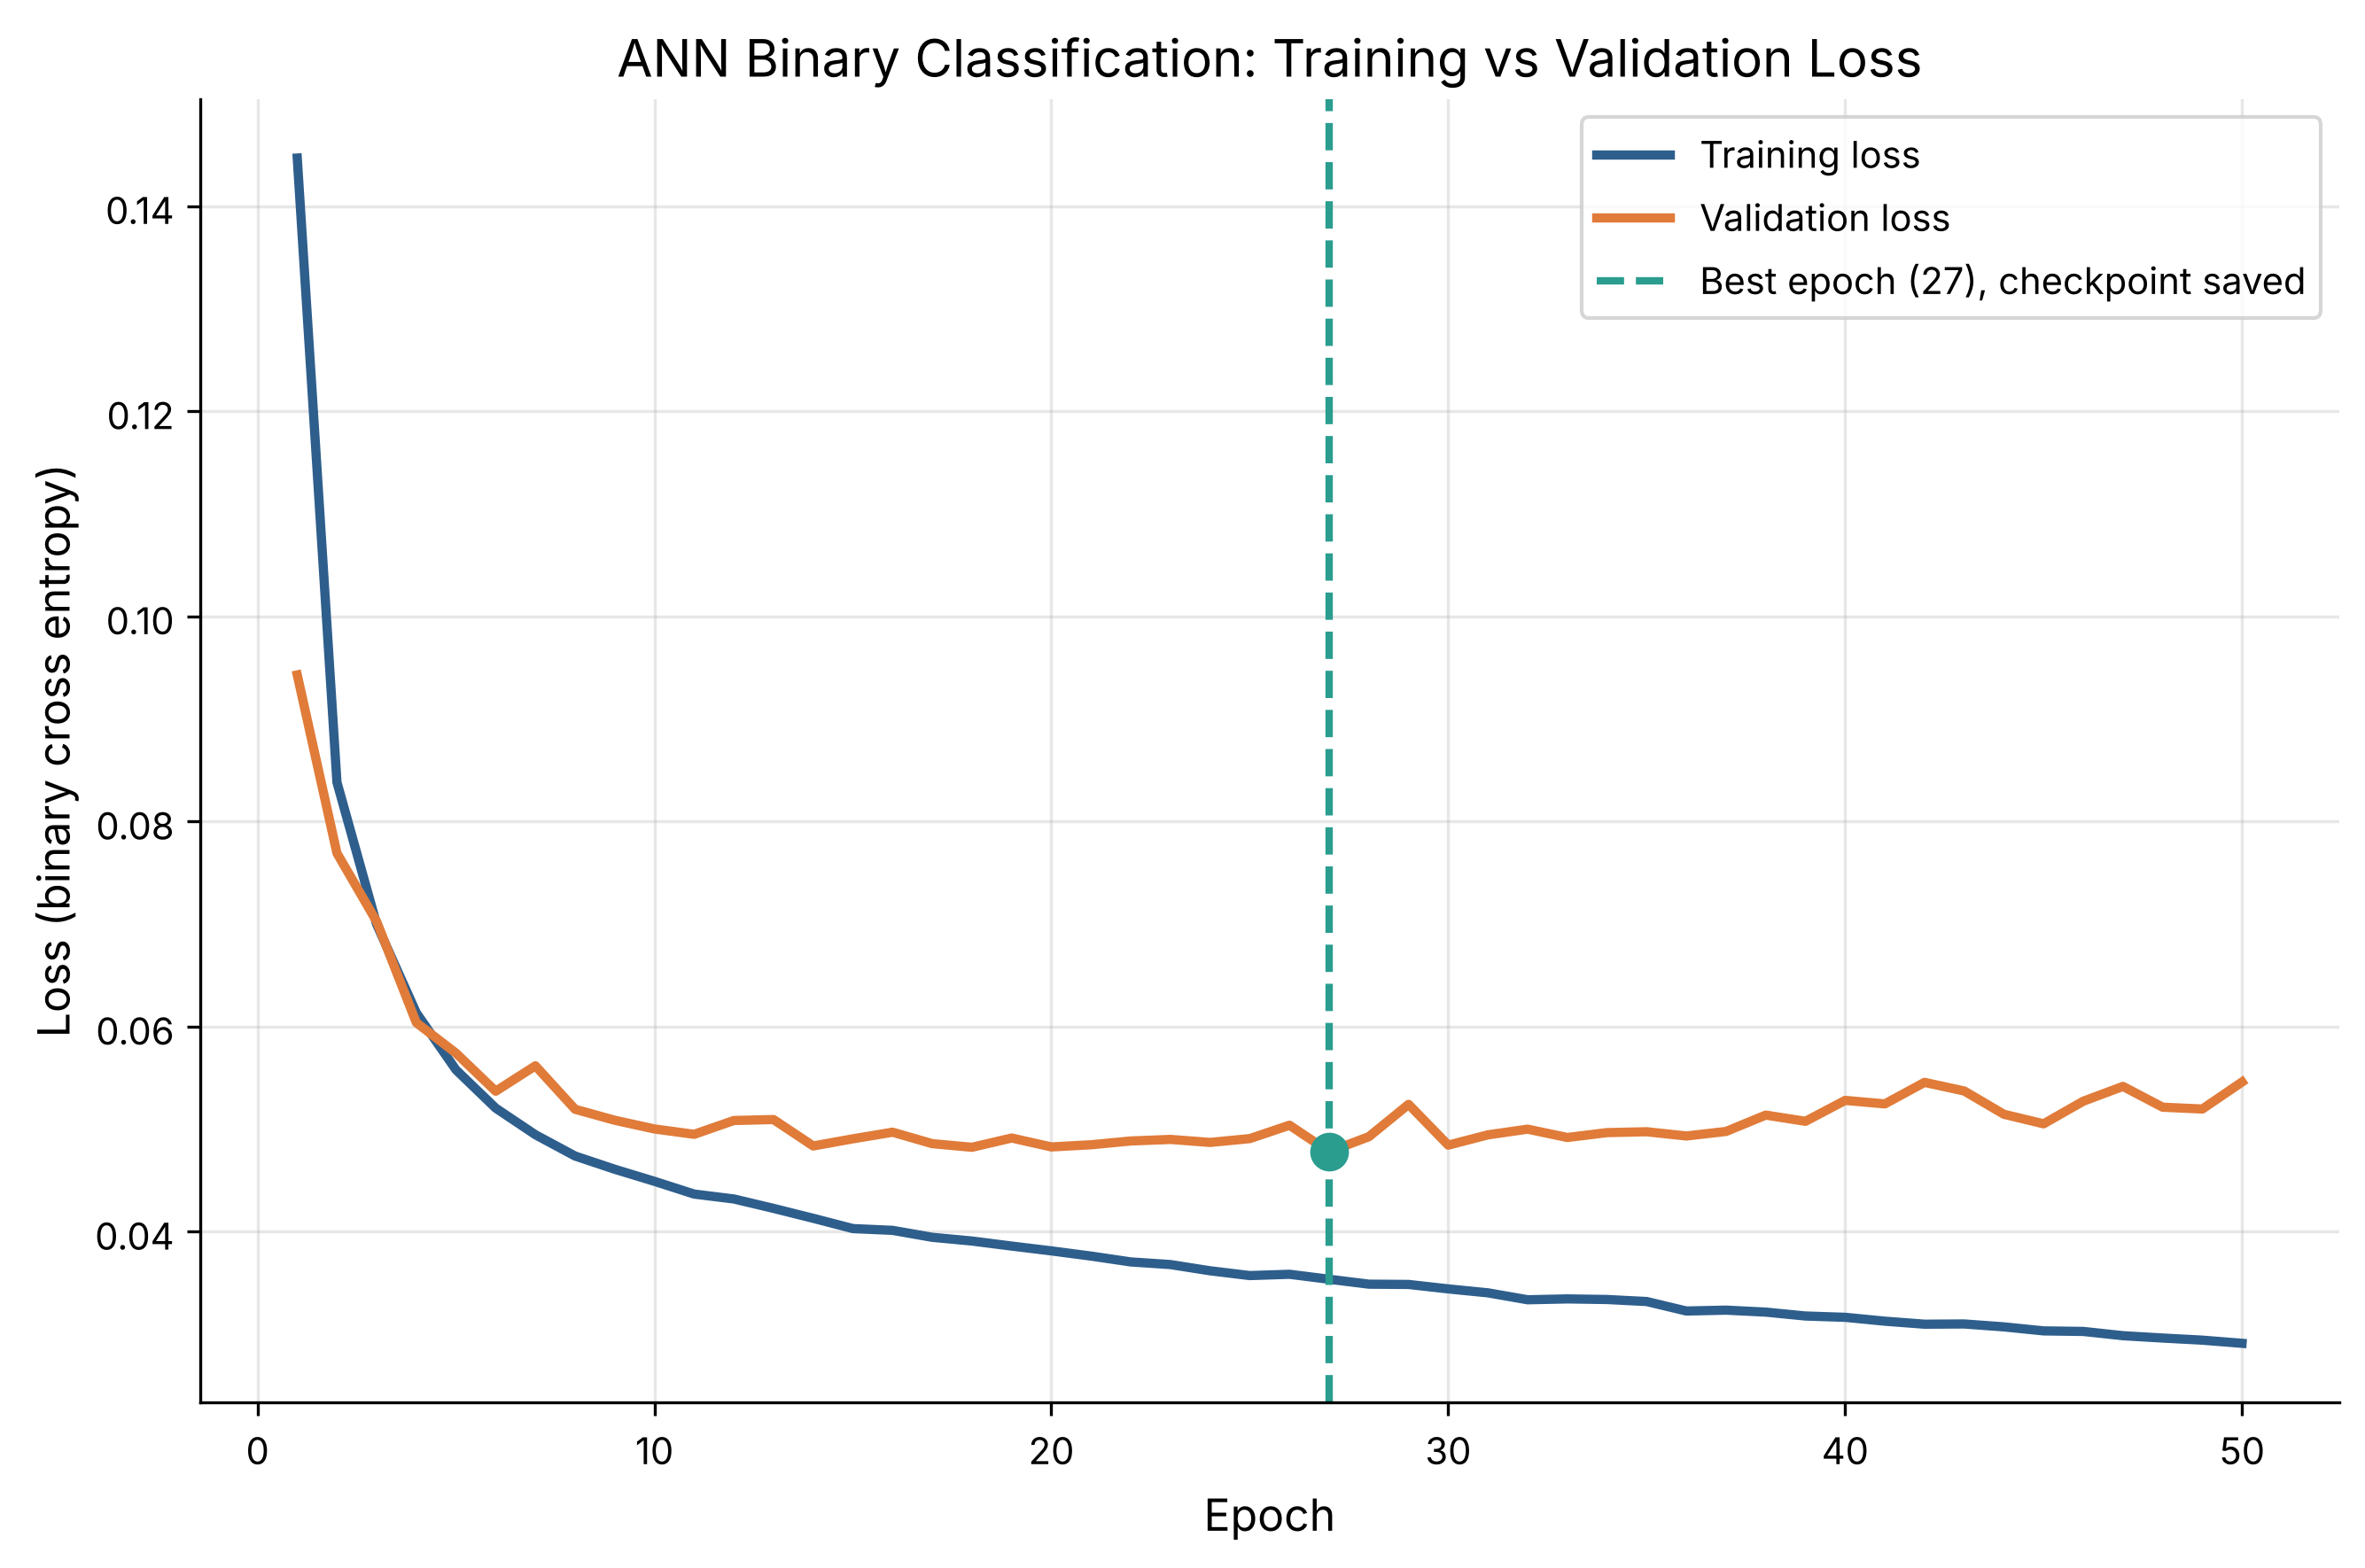 ANN Binary Classification: Training vs Validation Loss
Training loss
Validation loss
Best epoch (27), checkpoint saved
Loss (binary cross entropy)
0.14
0.12
0.10
0.08
0.06
0.04
0
10
20
30
40
50
Epoch